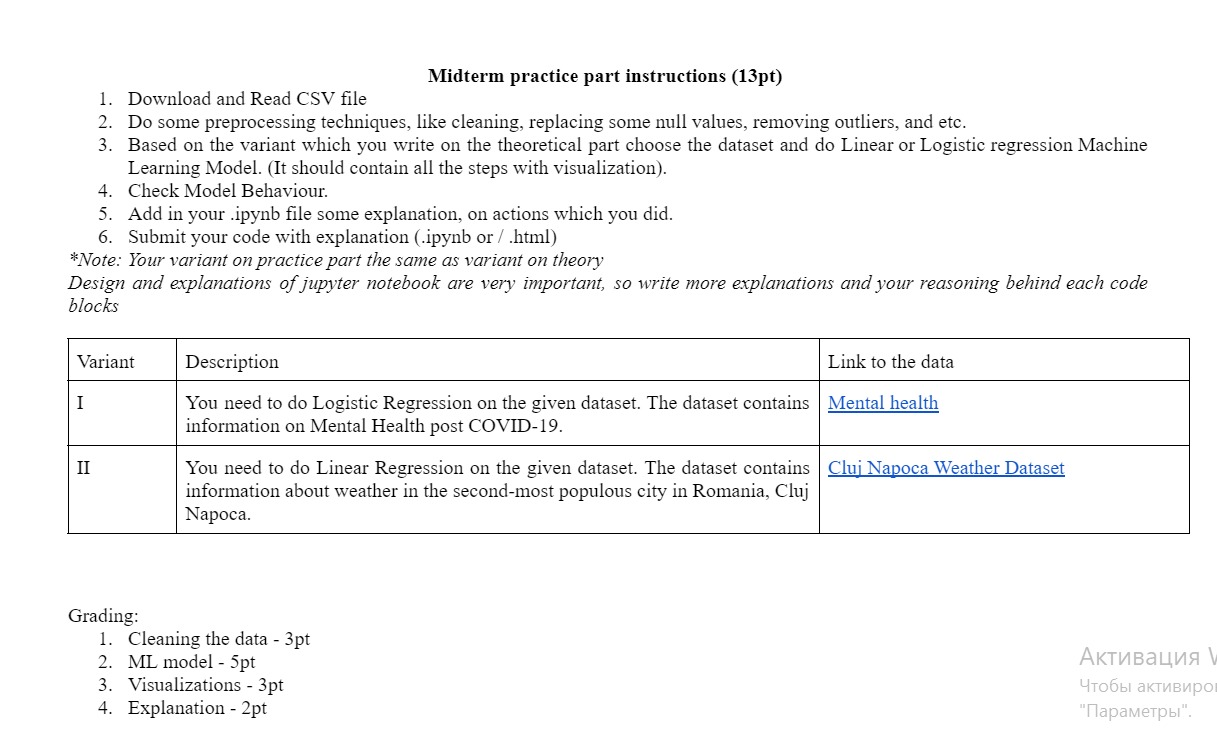 Midterm practice part instructions (13pt)
1. Download and Read CSV file
2. Do some preprocessing techniques, like cleaning, replacing some null values, removing outliers, and etc.
3. Based on the variant which you write on the theoretical part choose the dataset and do Linear or Logistic regression Machine
Learning Model. (It should contain all the steps with visualization).
4. Check Model Behaviour.
5. Add in your .ipynb file some explanation, on actions which you did.
6. Submit your code with explanation (.ipynb or / .html)
*Note: Your variant on practice part the same as variant on theory
Design and explanations of jupyter notebook are very important, so write more explanations and your reasoning behind each code
blocks
Variant Description Link to the data
I You need to do Logistic Regression on the given dataset. The dataset contains Mental health
information on Mental Health post COVID-19.
II You need to do Linear Regression on the given dataset. The dataset contains Cluj Napoca Weather Dataset
information about weather in the second-most populous city in Romania, Cluj
Napoca.
Grading:
1. Cleaning the data - 3pt
2. ML model - 5pt
3. Visualizations - 3pt
4. Explanation - 2pt
Активация
Чтобы активиро
"Параметры".